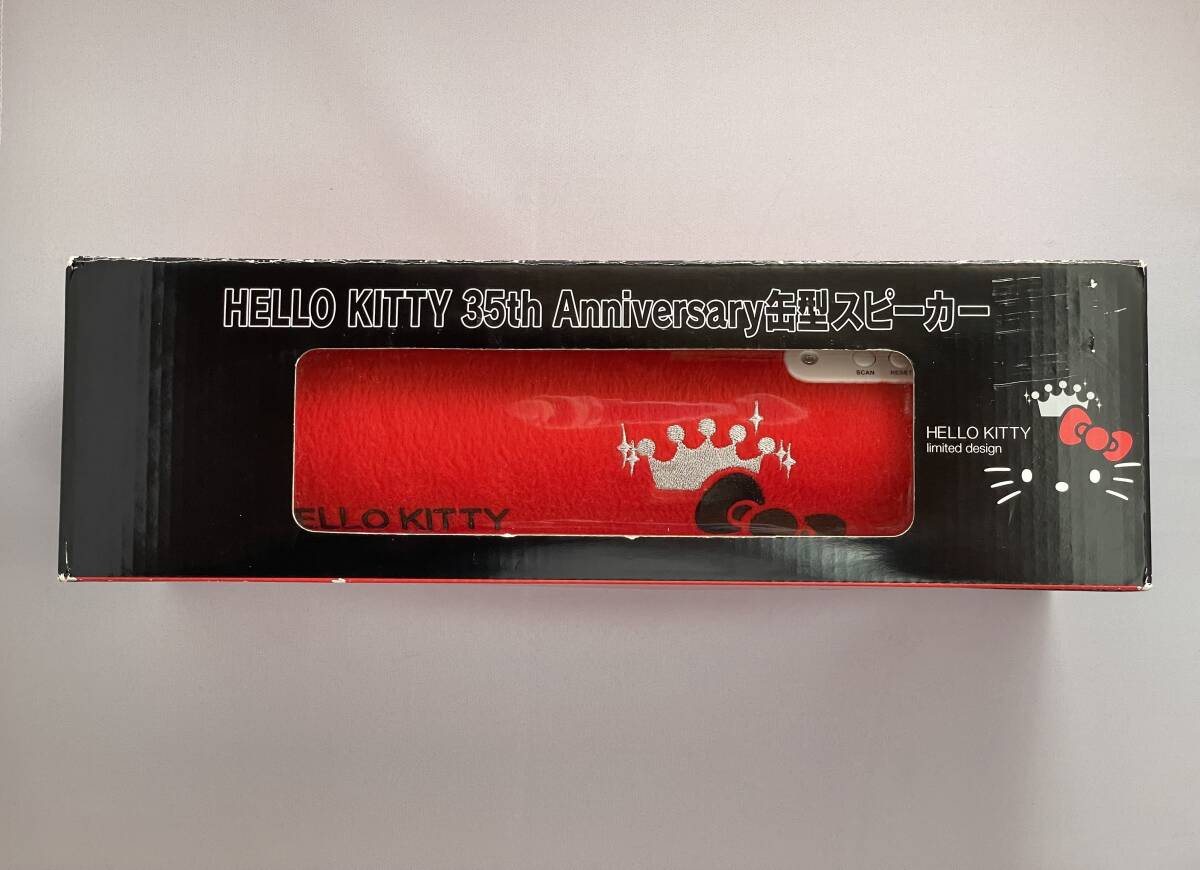 HELLO KITTY 35th Anniversary缶型スピーカー
SCAN
RESET
HELLO KITTY
limited design
ELLO KITTY